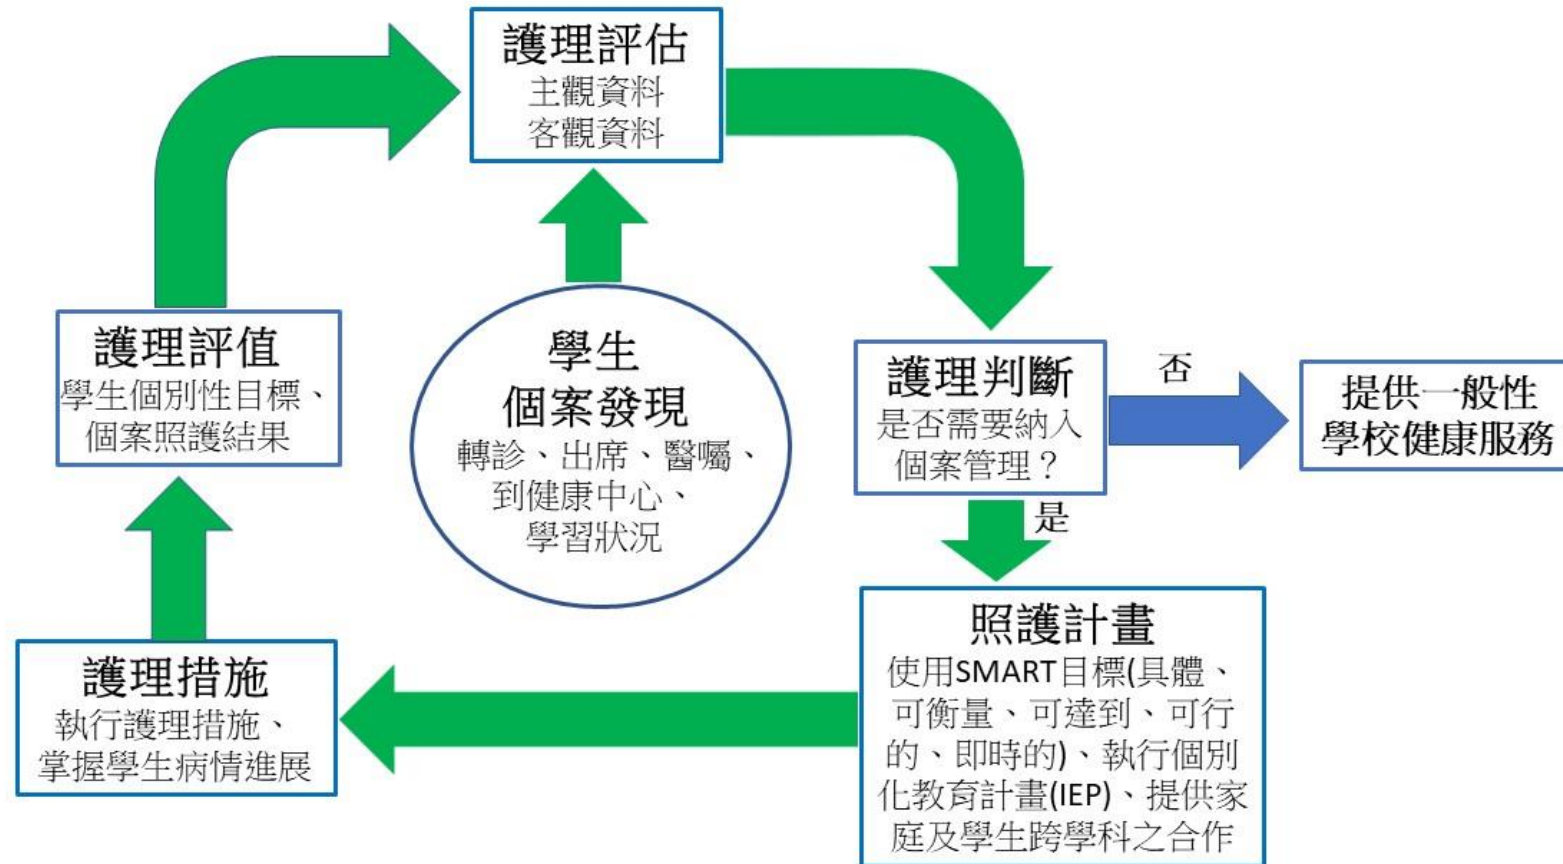 護理評估
主觀資料
客觀資料
護理評值
學生個別性目標、
個案照護結果
學生
個案發現
轉診、出席、醫囑、
到健康中心、
學習狀況
護理判斷
是否需要納入
個案管理？
否
提供一般性
學校健康服務
是
照護計畫
使用SMART目標(具體、
可衡量、可達到、可行
的、即時的)、執行個別
化教育計畫(IEP)、提供家
庭及學生跨學科之合作
護理措施
執行護理措施、
掌握學生病情進展